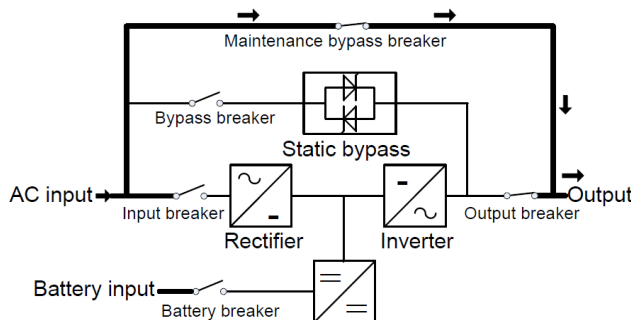 Maintenance bypass breaker
Bypass breaker
Static bypass
AC input
Input breaker
Rectifier
Inverter
Output breaker
Output
Battery input
Battery breaker